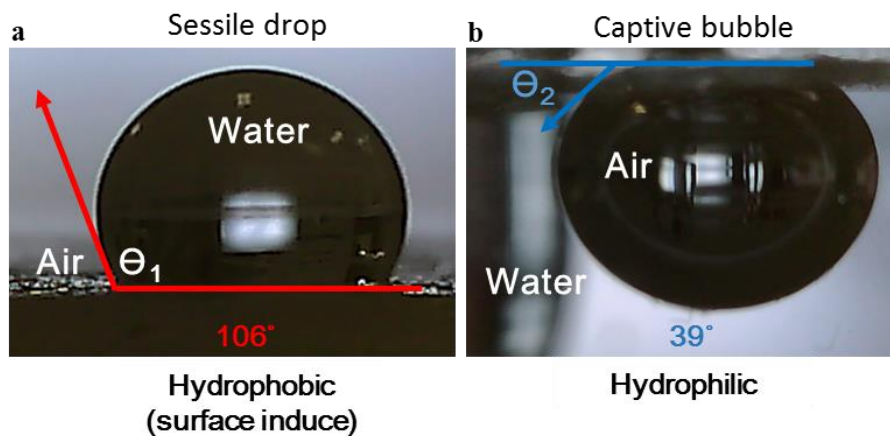 a Sessile drop
Water
Air Θ₁
106°
Hydrophobic
(surface induce)
b Captive bubble
Θ₂
Air
Water
39°
Hydrophilic